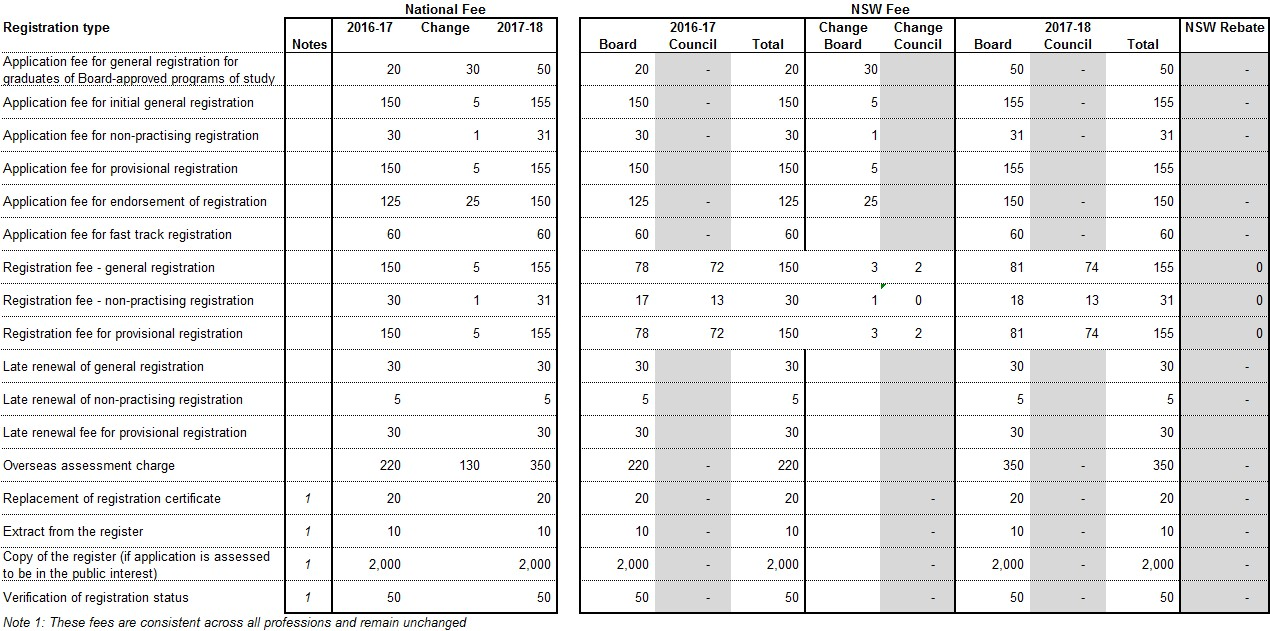 National Fee NSW Fee
Registration type 2016-17 Change 2017-18 2016-17 Change Change 2017-18 NSW Rebate
Notes Board Council Total Board Council Board Council Total
Application fee for general registration for
graduates of Board-approved programs of study 20 30 50 20 - 20 30 50 - 50 -
Application fee for initial general registration 150 5 155 150 - 150 5 155 - 155 -
Application fee for non-practising registration 30 1 31 30 - 30 1 31 - 31 -
Application fee for provisional registration 150 5 155 150 150 5 155 155
Application fee for endorsement of registration 125 25 150 125 - 125 25 150 - 150 -
Application fee for fast track registration 60 60 60 - 60 60 - 60 -
Registration fee - general registration 150 5 155 78 72 150 3 2 81 74 155 0
Registration fee - non-practising registration 30 1 31 17 13 30 1 0 18 13 31 0
Registration fee for provisional registration 150 5 155 78 72 150 3 2 81 74 155 0
Late renewal of general registration 30 30 30 30 30 - 30 -
Late renewal of non-practising registration 5 5 5 5 5 - 5 -
Late renewal fee for provisional registration 30 30 30 30 30 30
Overseas assessment charge 220 130 350 220 - 220 350 - 350 -
Replacement of registration certificate 1 20 20 20 - 20 - 20 - 20 -
Extract from the register 1 10 10 10 - 10 - 10 - 10 -
Copy of the register (if application is assessed
to be in the public interest) 1 2,000 2,000 2,000 - 2,000 - 2,000 - 2,000 -
Verification of registration status 1 50 50 50 - 50 - 50 - 50 -
Note 1: These fees are consistent across all professions and remain unchanged